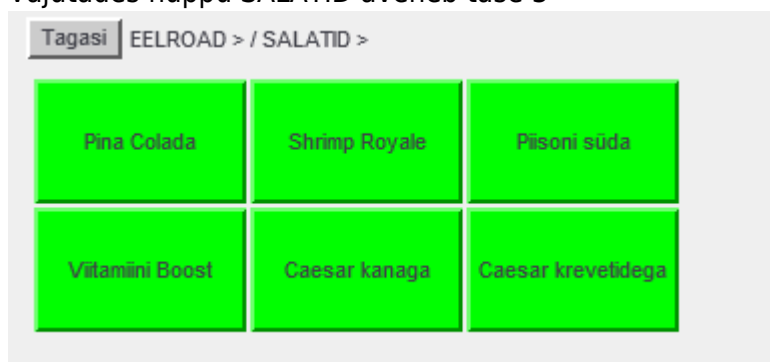 Vajutades nuppu SALATID avaneb tase 3
Tagasi EELROAD > / SALATID >
Pina Colada Shrimp Royale Piisoni süda
Viitamiini Boost Caesar kanaga Caesar krevetidega